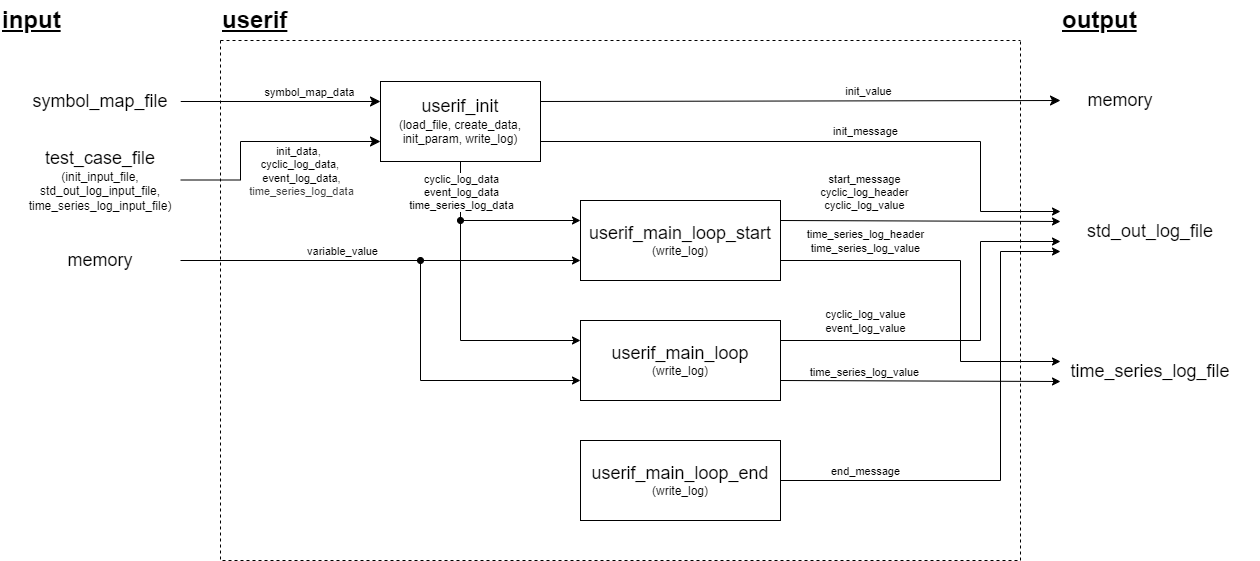 input
userif
output
symbol_map_file
symbol_map_data
userif_init
(load_file, create_data,
init_param, write_log)
init_value
memory
init_message
test_case_file
(init_input_file,
std_out_log_input_file,
time_series_log_input_file)
init_data,
cyclic_log_data,
event_log_data,
time_series_log_data
cyclic_log_data
event_log_data
time_series_log_data
start_message
cyclic_log_header
cyclic_log_value
userif_main_loop_start
(write_log)
time_series_log_header
time_series_log_value
std_out_log_file
memory
variable_value
cyclic_log_value
event_log_value
userif_main_loop
(write_log)
time_series_log_value
time_series_log_file
userif_main_loop_end
(write_log)
end_message